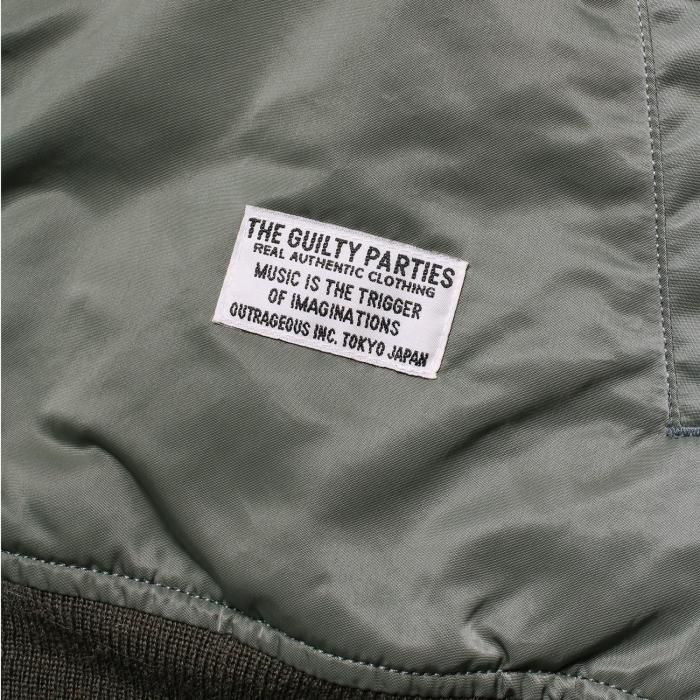 THE GUILTY PARTIES
REAL AUTHENTIC CLOTHING
MUSIC IS THE TRIGGER
OF IMAGINATIONS
OUTRAGEOUS INC. TOKYO JAPAN